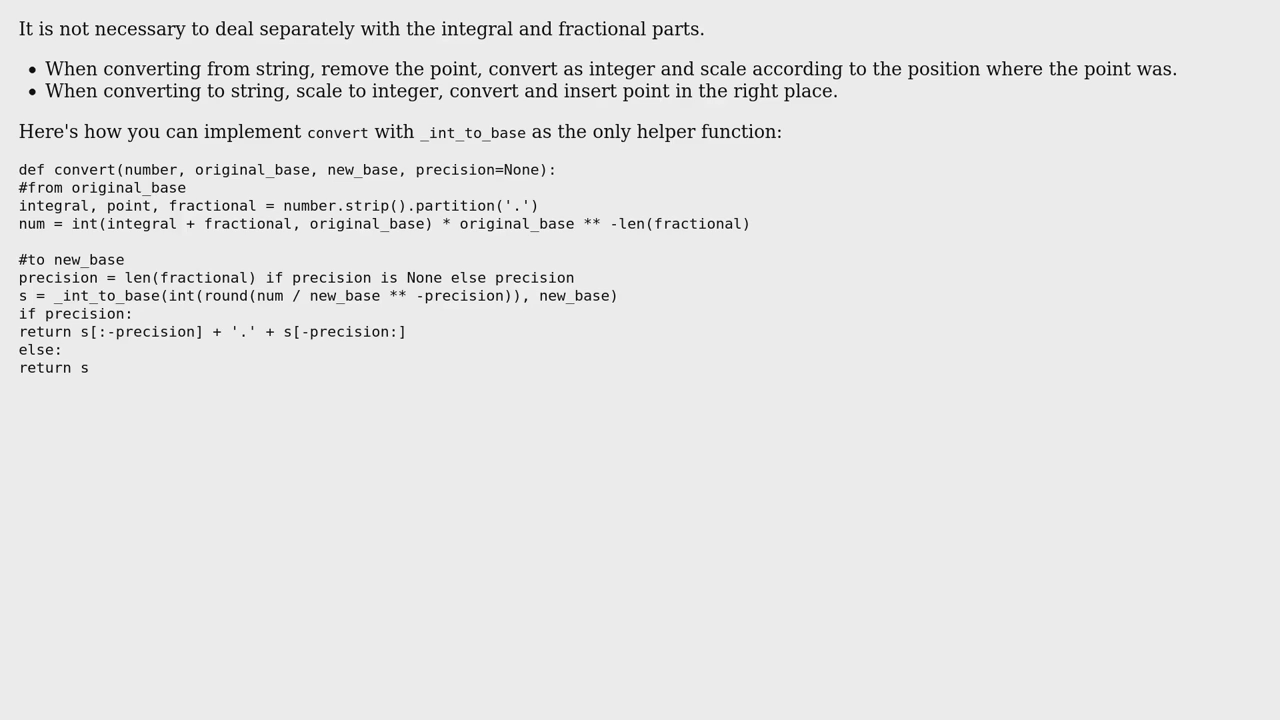 It is not necessary to deal separately with the integral and fractional parts.
• When converting from string, remove the point, convert as integer and scale according to the position where the point was.
• When converting to string, scale to integer, convert and insert point in the right place.
Here's how you can implement convert with _int_to_base as the only helper function:
def convert(number, original_base, new_base, precision=None):
#from original_base
integral, point, fractional = number.strip().partition('.')
num = int(integral + fractional, original_base) * original_base ** -len(fractional)
#to new_base
precision = len(fractional) if precision is None else precision
s = _int_to_base(int(round(num / new_base ** -precision)), new_base)
if precision:
return s[:-precision] + '.' + s[-precision:]
else:
return s